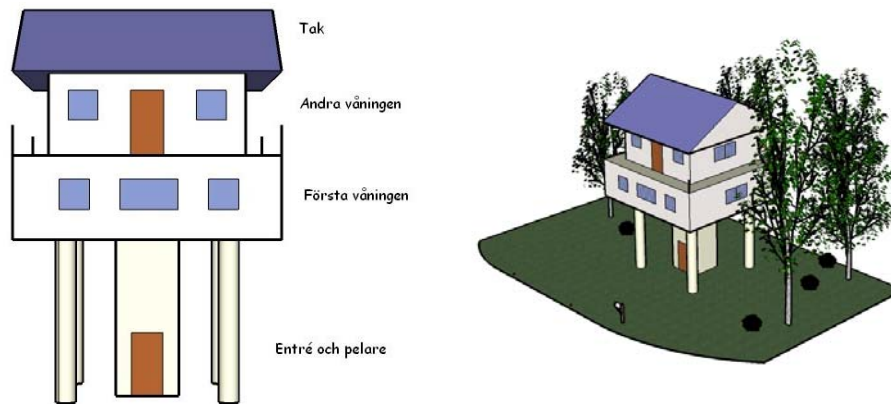 Tak
Andra våningen
Första våningen
Entré och pelare